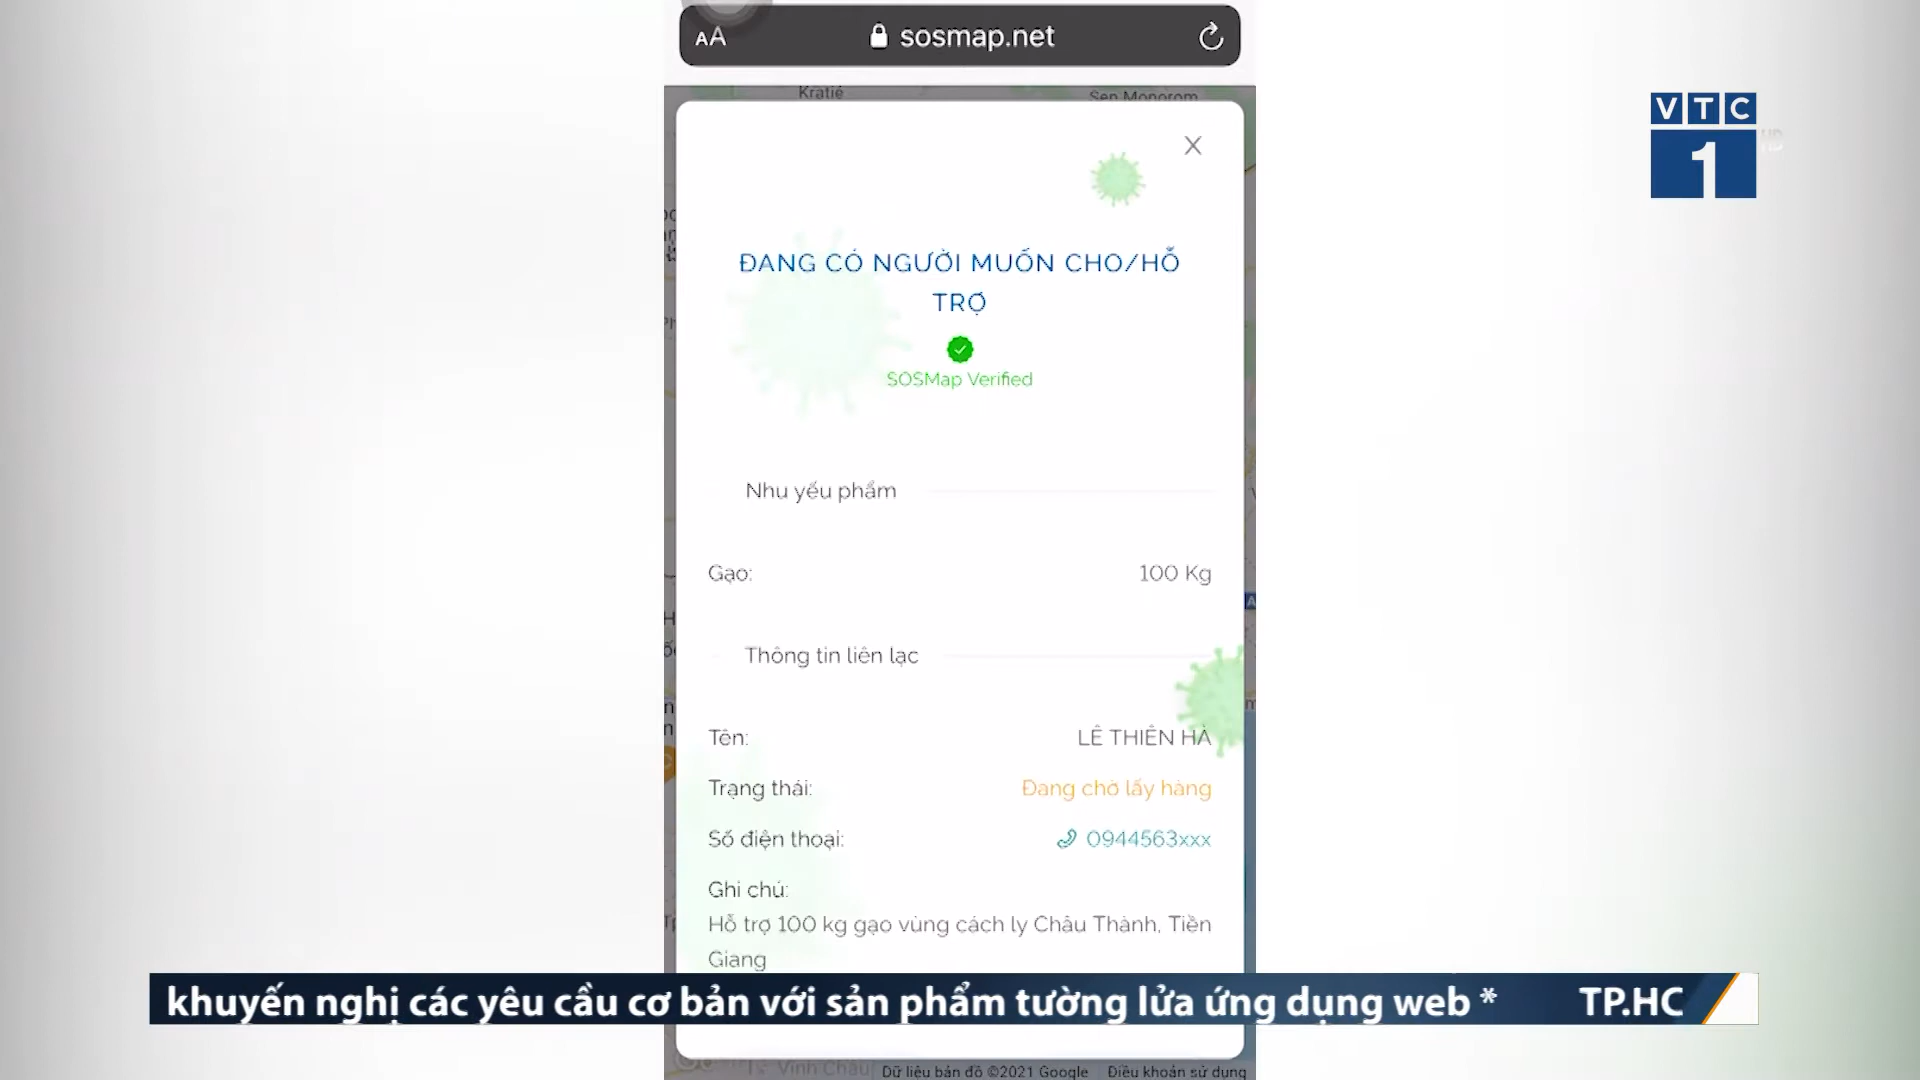 AA sosmap.net
Kratié
Sen Monorom
VTC
1
HD
X
ĐANG CÓ NGƯỜI MUỐN CHO/HỖ
TRỢ
SOSMap Verified
Nhu yếu phẩm
Gạo: 100 Kg
Thông tin liên lạc
Tên: LÊ THIÊN HÀ
Trạng thái: Đang chờ lấy hàng
Số điện thoại: 0944563xxx
Ghi chú:
Hỗ trợ 100 kg gạo vùng cách ly Châu Thành, Tiền
Giang
khuyến nghị các yêu cầu cơ bản với sản phẩm tường lửa ứng dụng web * TP.HC
Vĩnh Châu
Dữ liệu bản đồ ©2021 Google Điều khoản sử dụng